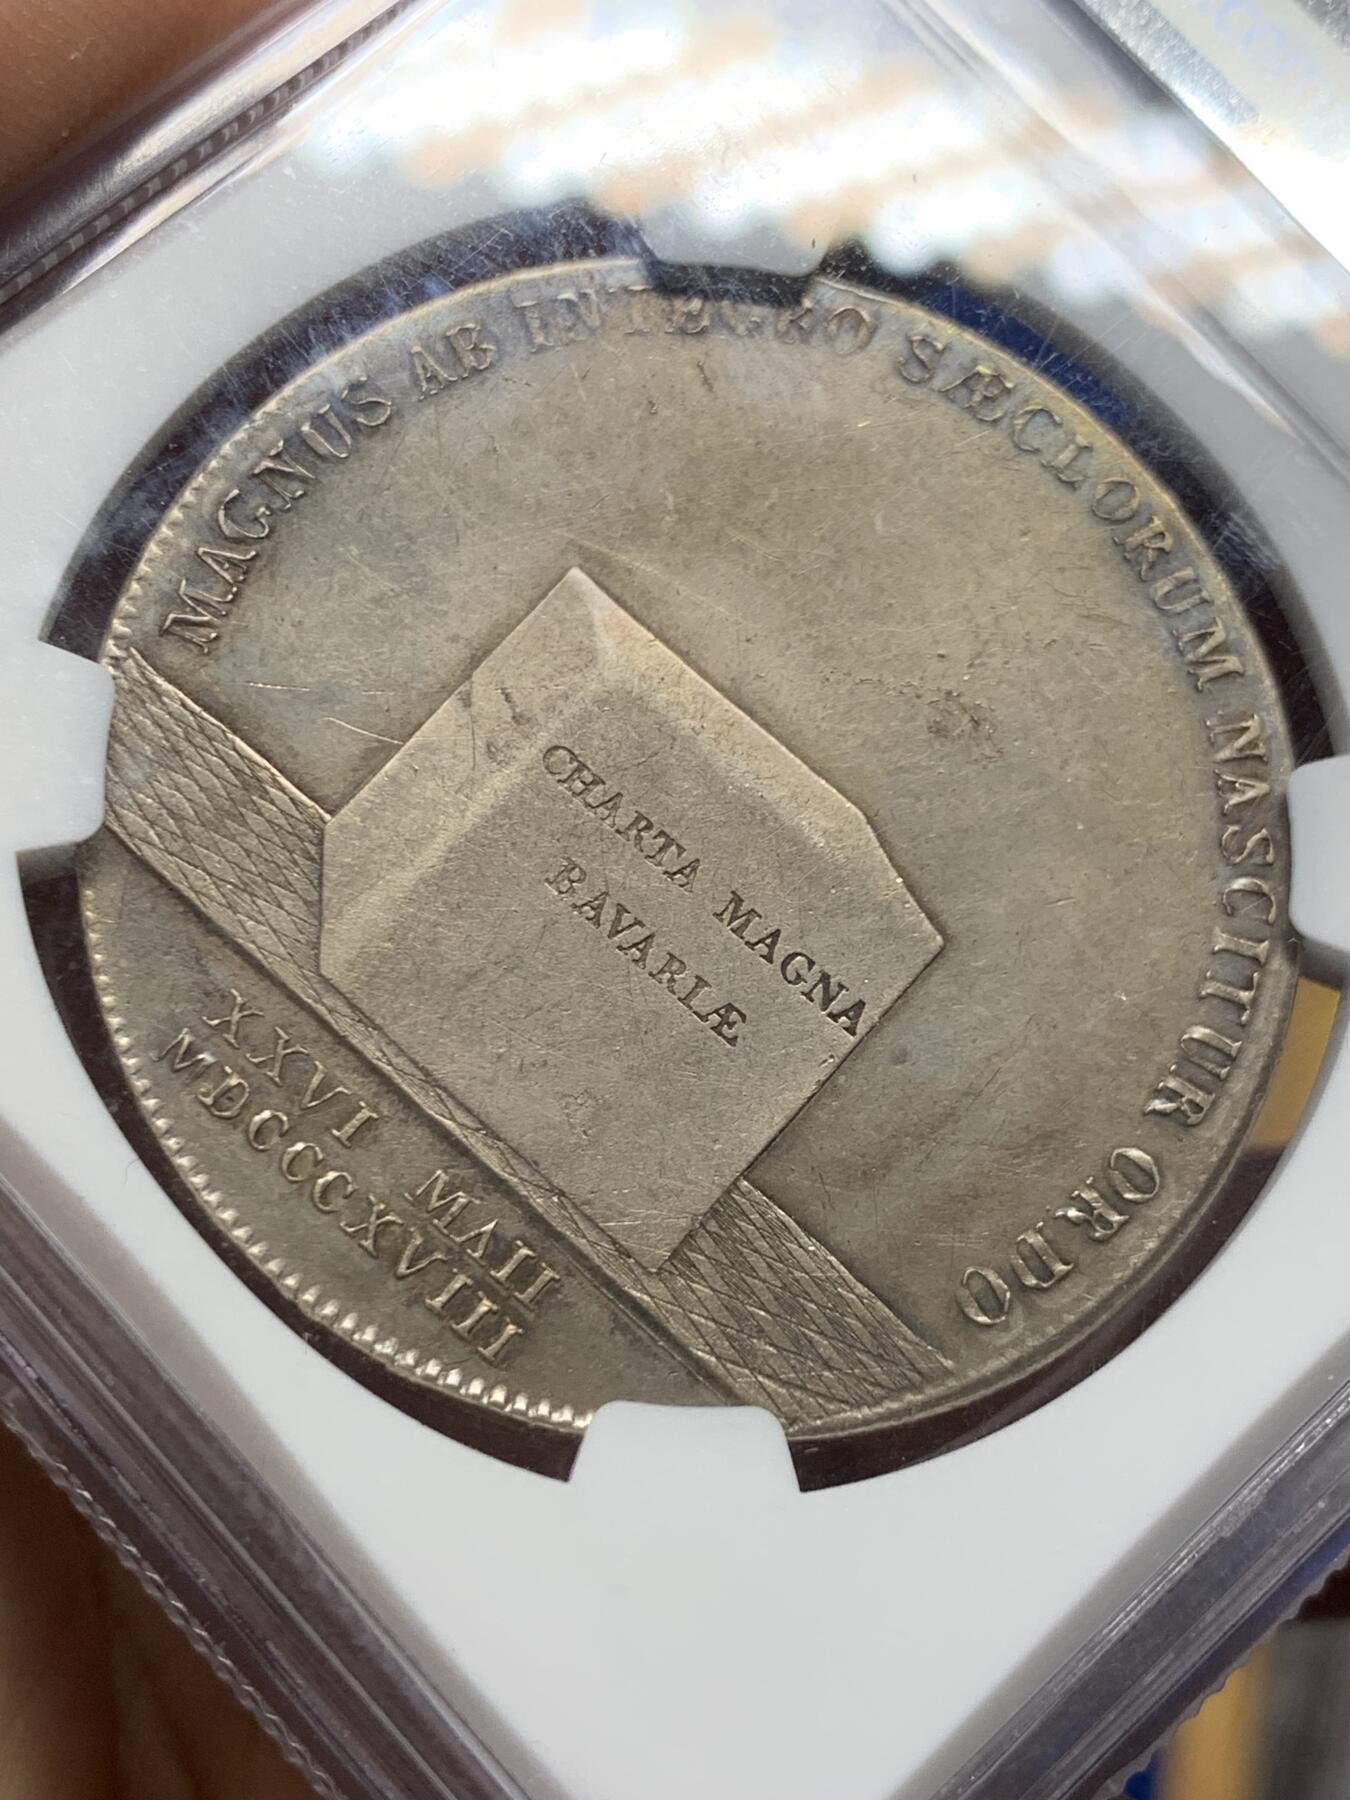 MAGNUS AB INTEGRO SÆCLORUM NASCITUR ORDO
CHARTA MAGNA
BAVARIÆ
XXVI MAII
MDCCCXVIII